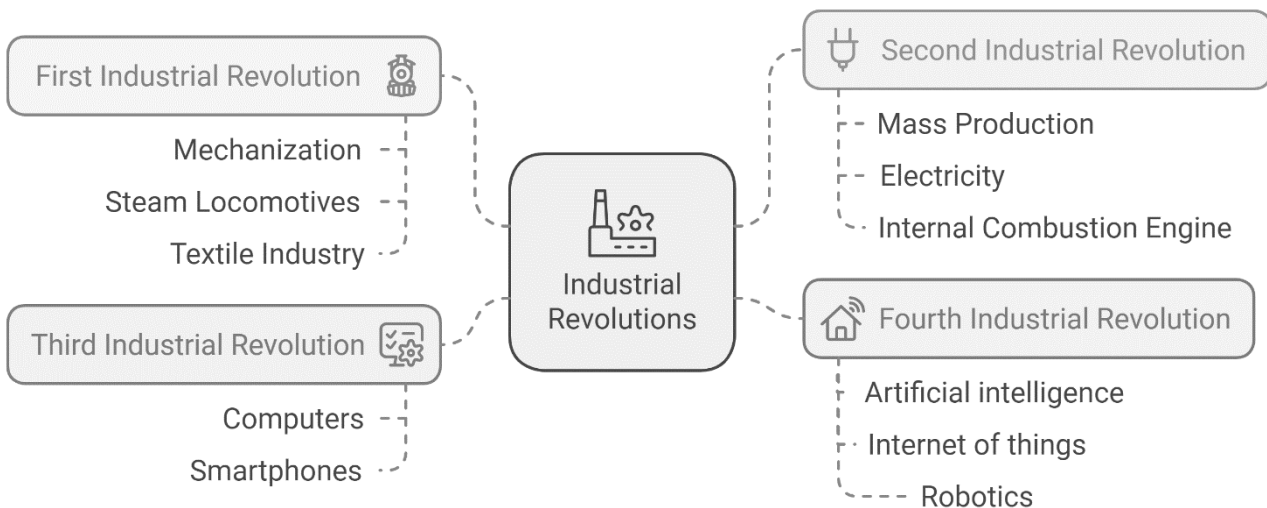 First Industrial Revolution
Mechanization
Steam Locomotives
Textile Industry
Second Industrial Revolution
Mass Production
Electricity
Internal Combustion Engine
Industrial
Revolutions
Third Industrial Revolution
Computers
Smartphones
Fourth Industrial Revolution
Artificial intelligence
Internet of things
Robotics